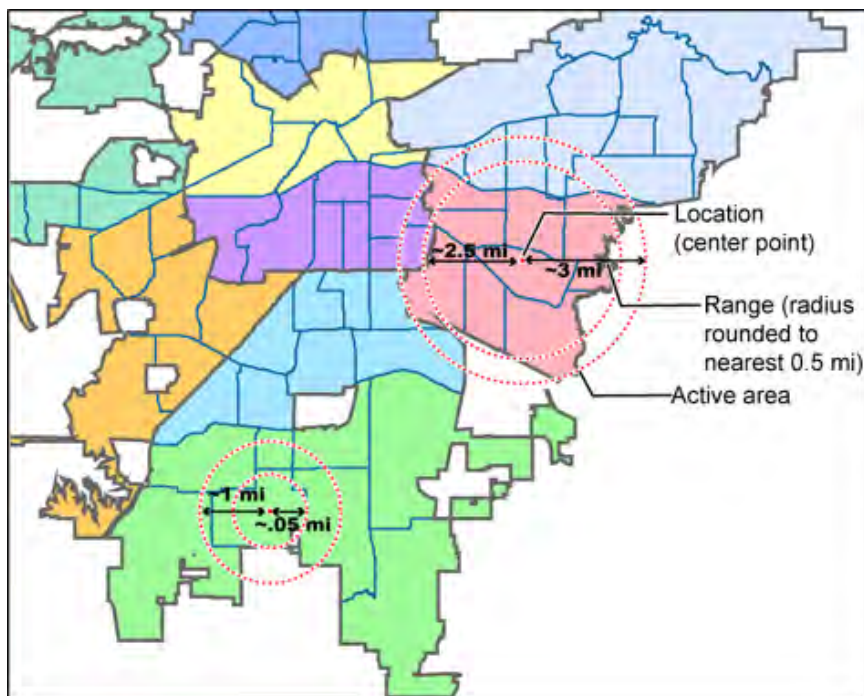 Location
(center point)
~2.5 mi
~3 mi
Range (radius
rounded to
nearest 0.5 mi)
Active area
~1 mi
~.05 mi